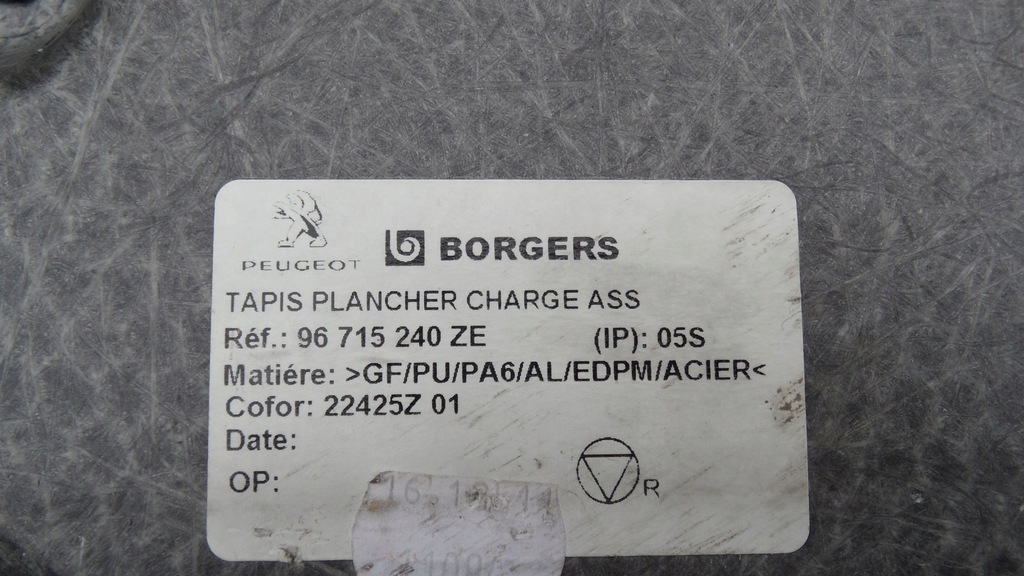 PEUGEOT
BORGERS
TAPIS PLANCHER CHARGE ASS
Réf.: 96 715 240 ZE (IP): 05S
Matiére: >GF/PU/PA6/AL/EDPM/ACIER<
Cofor: 22425Z 01
Date:
OP:
R